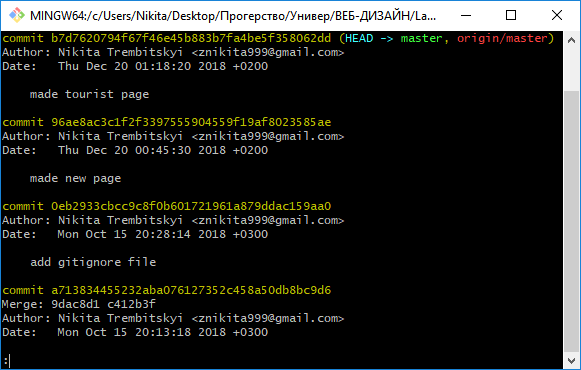 MINGW64:/c/Users/Nikita/Desktop/Прогерство/Универ/ВЕБ-ДИЗАЙН/La...
commit b7d7620794f67f46e45b883b7fa4be5f358062dd (HEAD -> master, origin/master)
Author: Nikita Trembitskyi <znikita999@gmail.com>
Date:   Thu Dec 20 01:18:20 2018 +0200
made tourist page
commit 96ae8ac3c1f2f3397555904559f19af8023585ae
Author: Nikita Trembitskyi <znikita999@gmail.com>
Date:   Thu Dec 20 00:45:30 2018 +0200
made new page
commit 0eb2933cbcc9c8f0b601721961a879ddac159aa0
Author: Nikita Trembitskyi <znikita999@gmail.com>
Date:   Mon Oct 15 20:28:14 2018 +0300
add gitignore file
commit a713834455232aba076127352c458a50db8bc9d6
Merge: 9dac8d1 c412b3f
Author: Nikita Trembitskyi <znikita999@gmail.com>
Date:   Mon Oct 15 20:13:18 2018 +0300
: